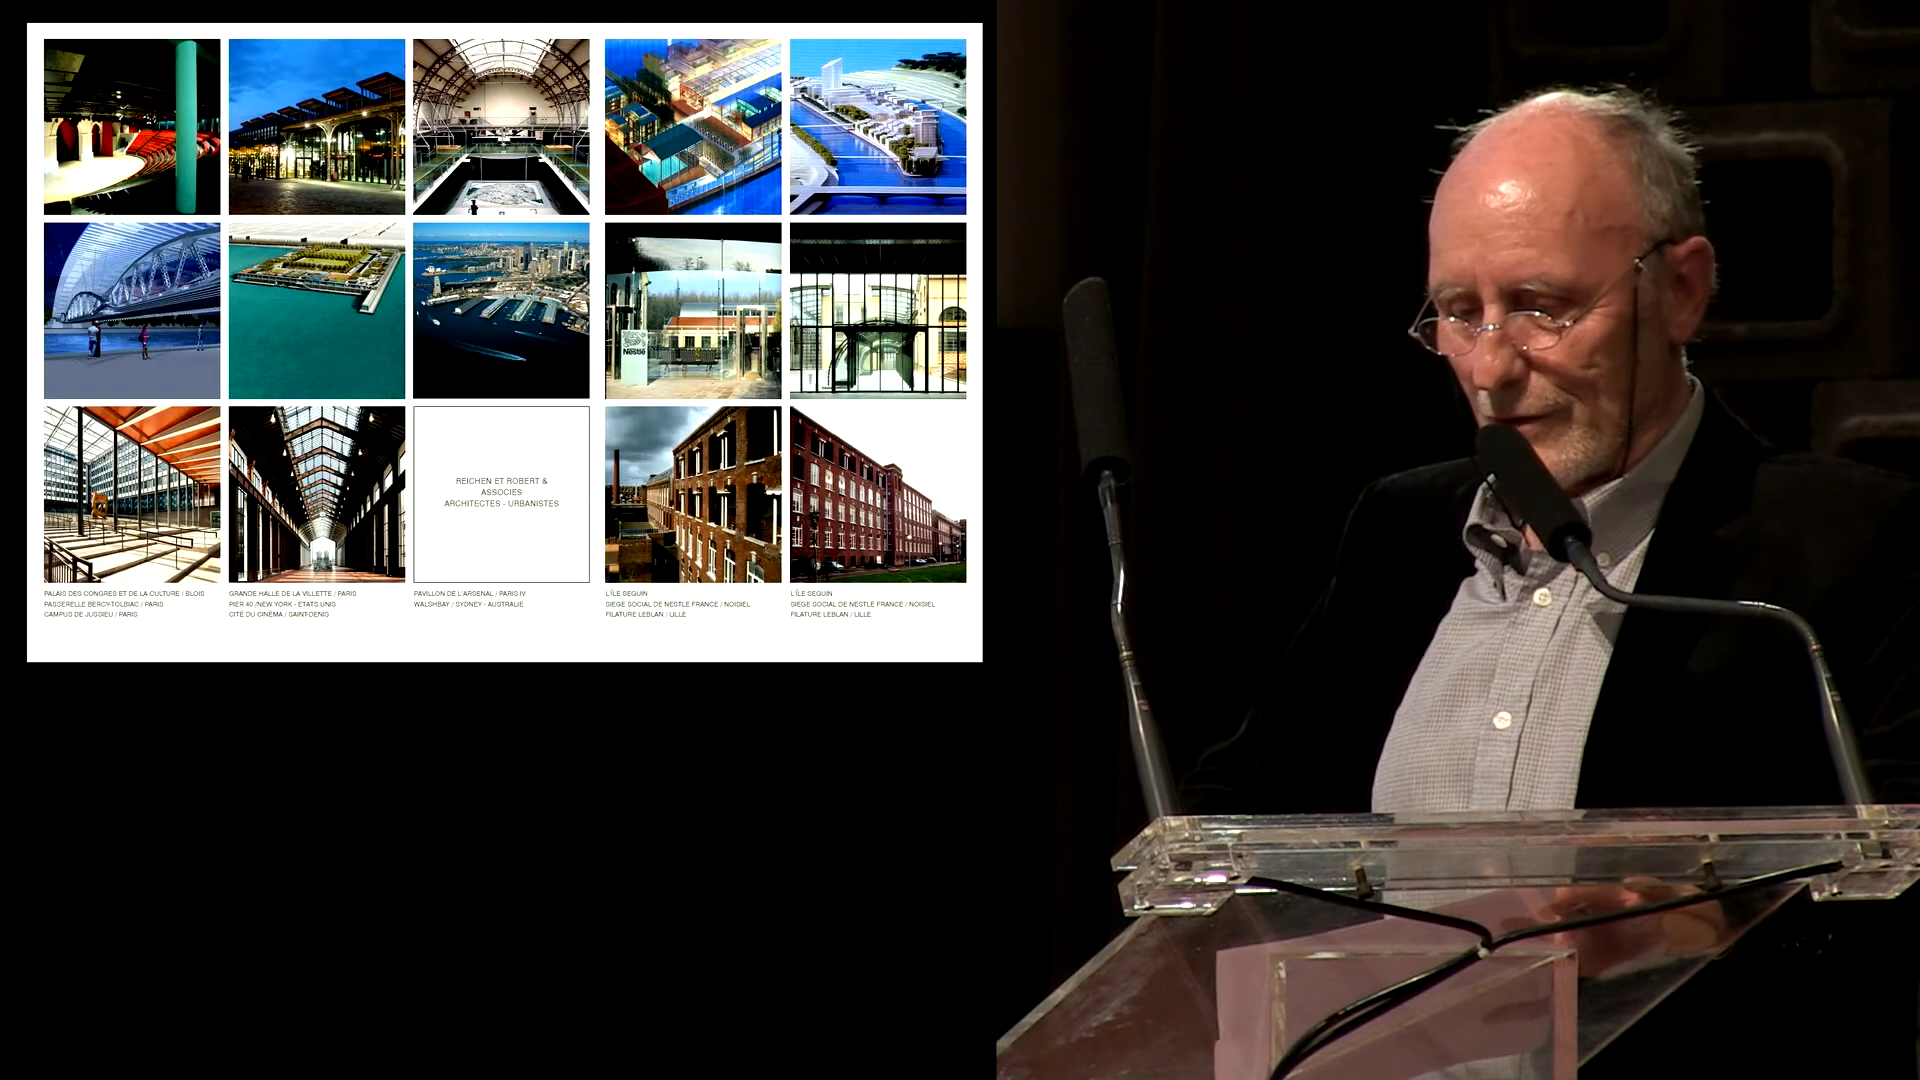 Nestlé
REICHEN ET ROBERT &
ASSOCIES
ARCHITECTES - URBANISTES
PALAIS DES CONGRES ET DE LA CULTURE / BLOIS
PASSERELLE BERCY-TOLBIAC / PARIS
CAMPUS DE JUSSIEU / PARIS
GRANDE HALLE DE LA VILLETTE / PARIS
PIER 40 /NEW YORK - ETATS UNIS
CITÉ DU CINÉMA / SAINT-DENIS
PAVILLON DE L'ARSENAL / PARIS IV
WALSHBAY / SYDNEY - AUSTRALIE
L'ÎLE SEGUIN
SIEGE SOCIAL DE NESTLE FRANCE / NOISIEL
FILATURE LEBLAN / LILLE
L'ÎLE SEGUIN
SIEGE SOCIAL DE NESTLE FRANCE / NOISIEL
FILATURE LEBLAN / LILLE